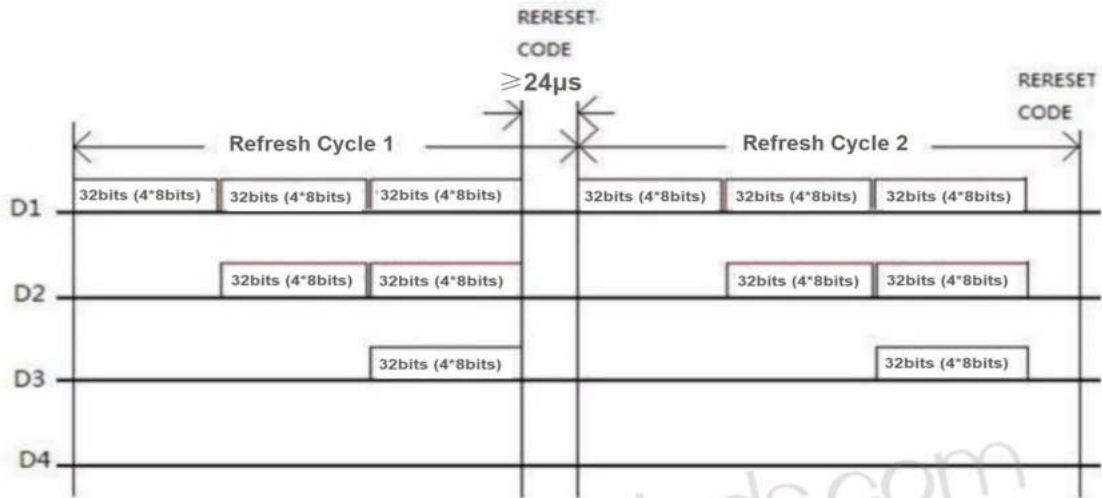 RERESET-
CODE
≥24μs
RERESET
CODE
Refresh Cycle 1
Refresh Cycle 2
D1
32bits (4*8bits)
32bits (4*8bits)
32bits (4*8bits)
32bits (4*8bits)
32bits (4*8bits)
32bits (4*8bits)
D2
32bits (4*8bits)
32bits (4*8bits)
32bits (4*8bits)
32bits (4*8bits)
D3
32bits (4*8bits)
32bits (4*8bits)
D4